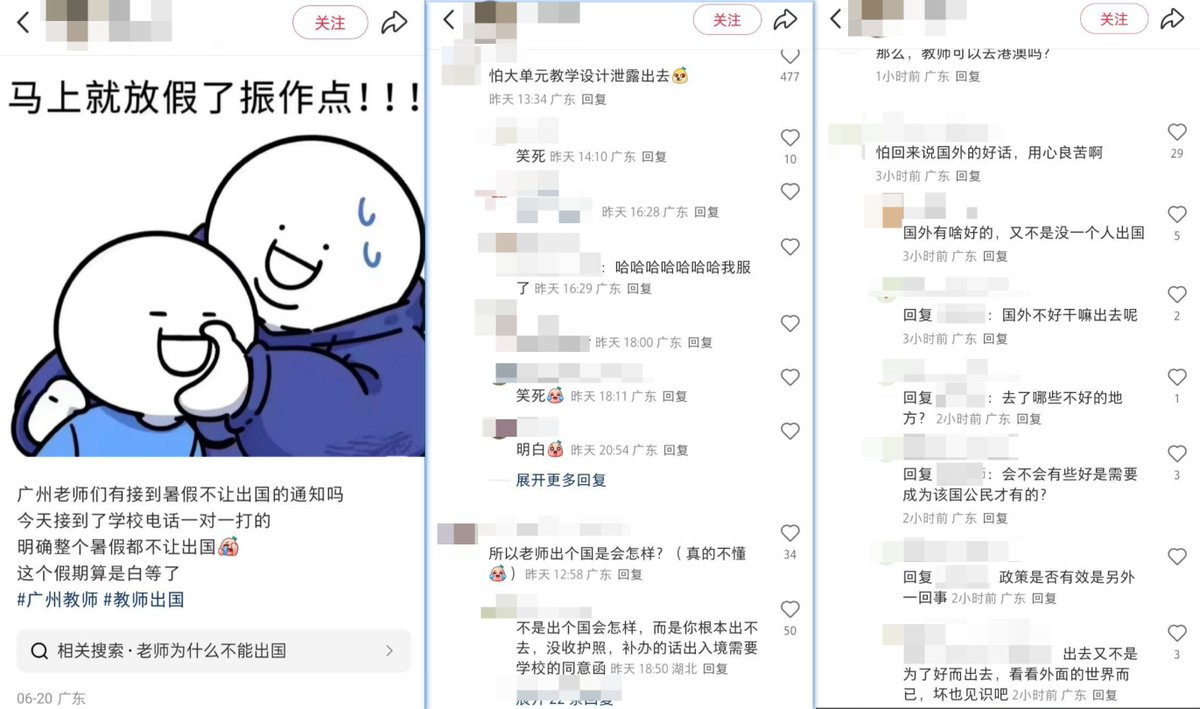 关注
马上就放假了振作点！！！
广州老师们有接到暑假不让出国的通知吗
今天接到了学校电话一对一打的
明确整个暑假都不让出国
这个假期算是白等了
#广州教师 #教师出国
相关搜索·老师为什么不能出国
06-20 广东
关注
怕大单元教学设计泄露出去
昨天 13:34 广东 回复
477
笑死 昨天 14:10 广东 回复
10
昨天 16:28 广东 回复
：哈哈哈哈哈哈哈我服
了 昨天 16:29 广东 回复
昨天 18:00 广东 回复
笑死 昨天 18:11 广东 回复
明白 昨天 20:54 广东 回复
展开更多回复
所以老师出个国是会怎样？（真的不懂
） 昨天 12:58 广东 回复
34
不是出个国会怎样，而是你根本出不
去，没收护照，补办的话出入境需要
学校的同意函 昨天 18:50 湖北 回复
50
展开 22 条回复
关注
那么，教师可以去港澳吗？
1小时前 广东 回复
怕回来说国外的好话，用心良苦啊
3小时前 广东 回复
29
国外有啥好的，又不是没一个人出国
3小时前 广东 回复
5
回复 ：国外不好干嘛出去呢
3小时前 广东 回复
2
回复 ：去了哪些不好的地
方？ 2小时前 广东 回复
1
回复 ：会不会有些好是需要
成为该国公民才有的？
2小时前 广东 回复
3
回复 政策是否有效是另外
一回事 2小时前 广东 回复
出去又不是
为了好而出去，看看外面的世界而
已，坏也见识吧 2小时前 广东 回复
3